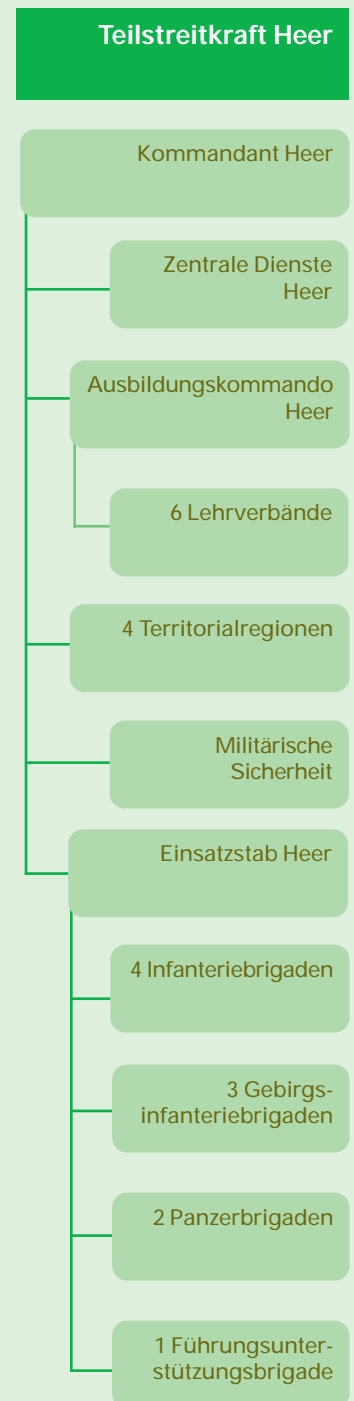 Teilstreitkraft Heer
Kommandant Heer
Zentrale Dienste
Heer
Ausbildungskommando
Heer
6 Lehrverbände
4 Territorialregionen
Militärische
Sicherheit
Einsatzstab Heer
4 Infanteriebrigaden
3 Gebirgs-
infanteriebrigaden
2 Panzerbrigaden
1 Führungsunter-
stützungsbrigade